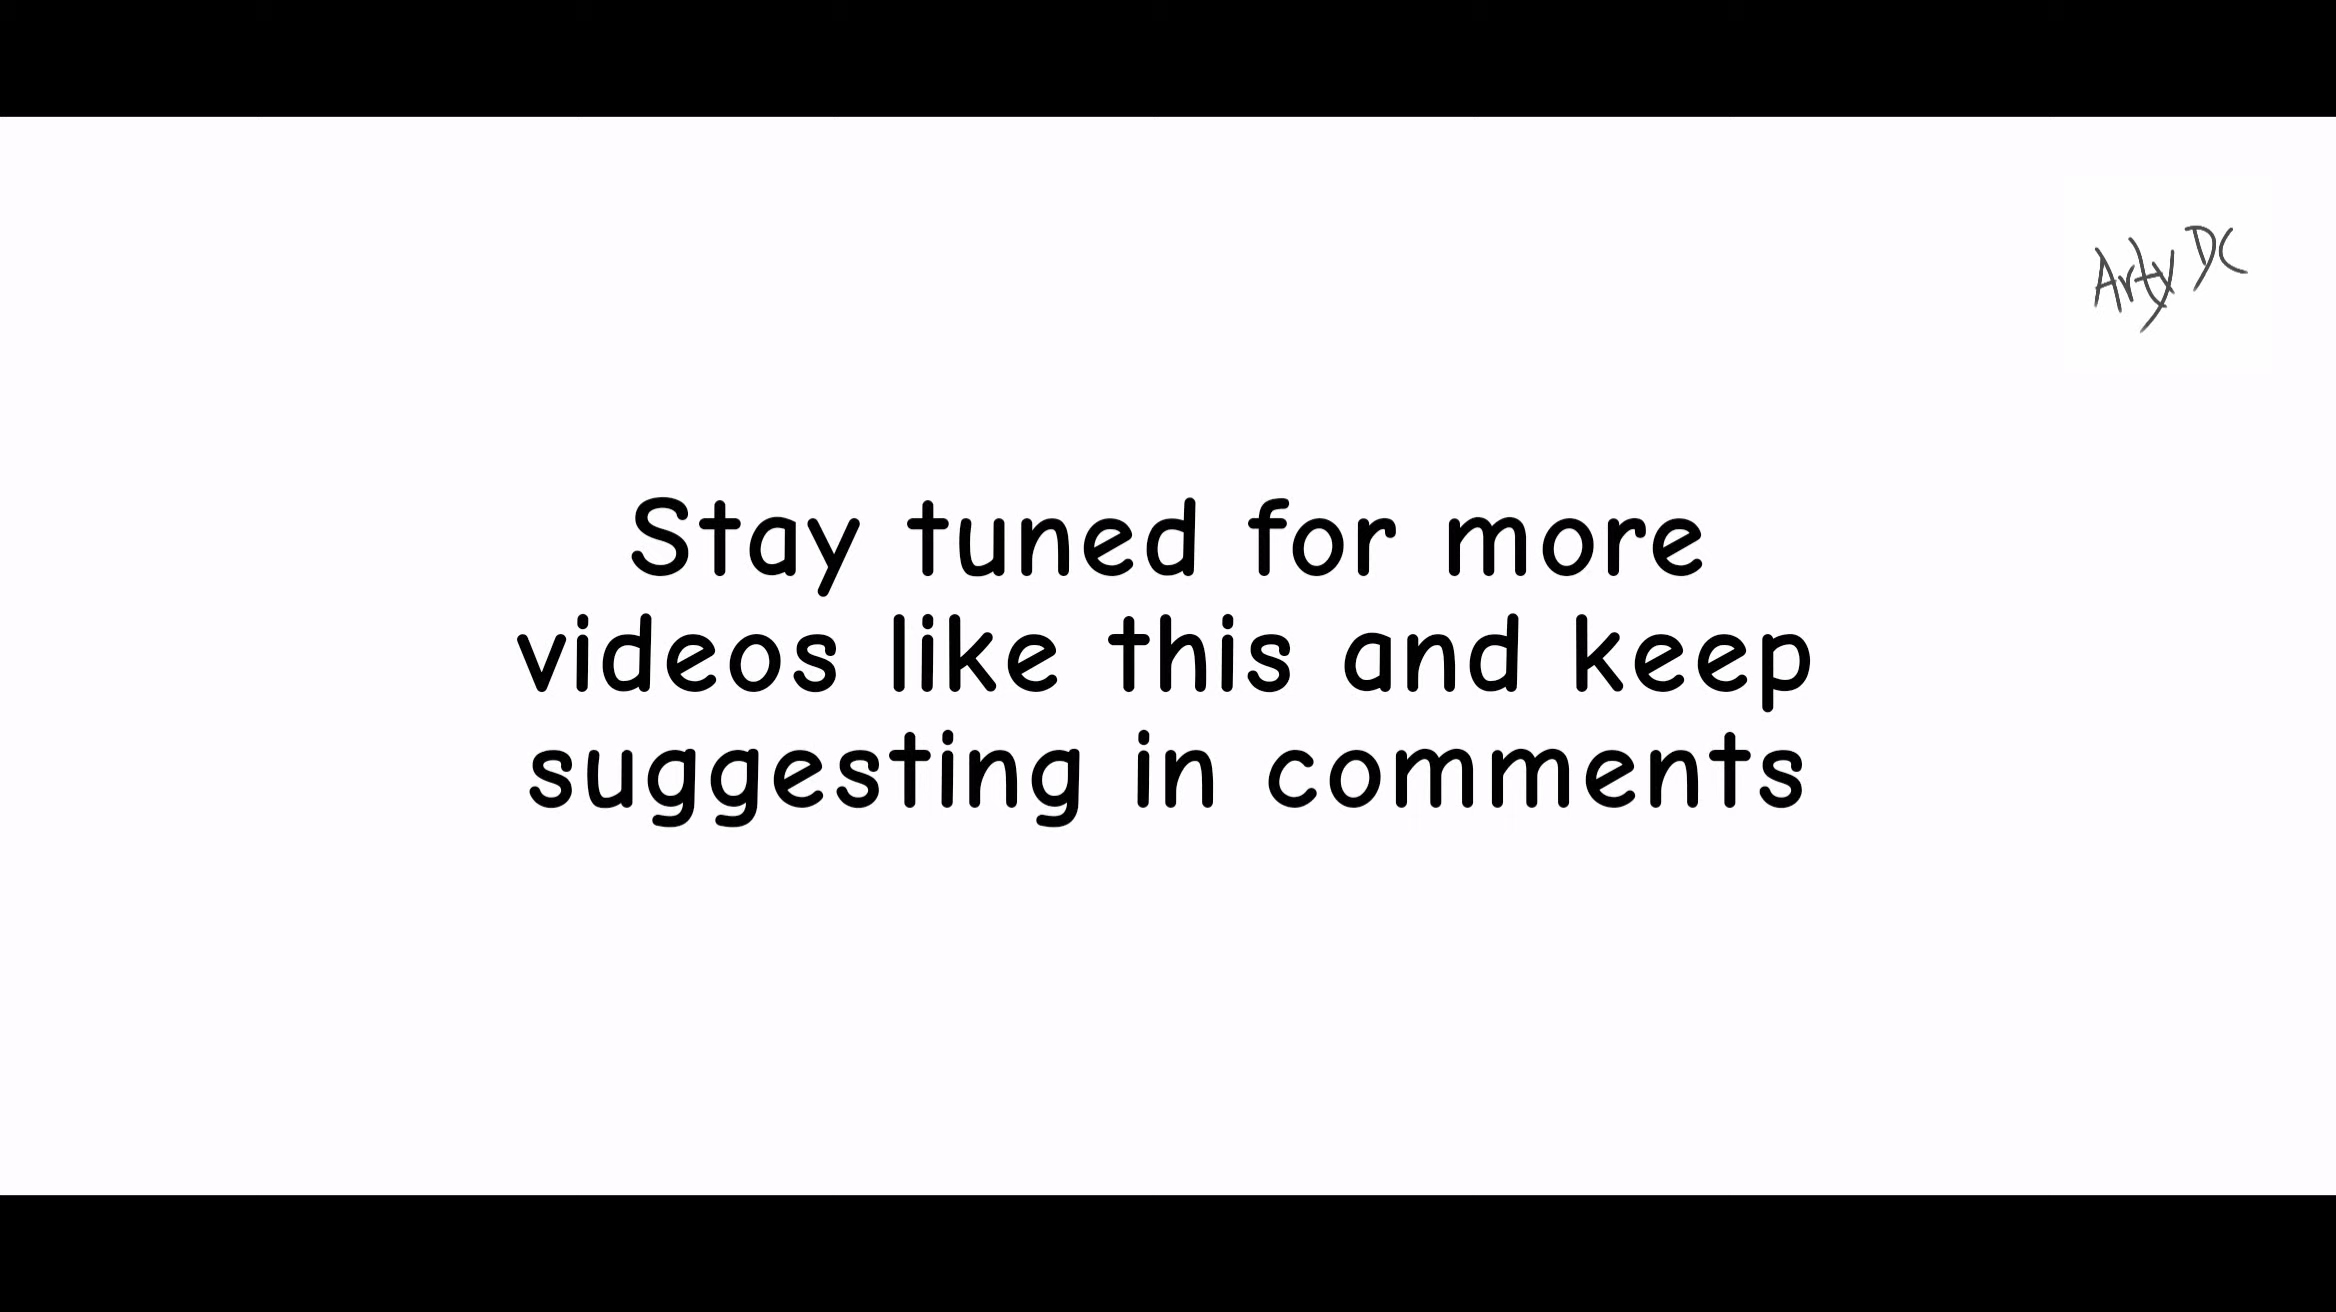 Arty DC
Stay tuned for more
videos like this and keep
suggesting in comments